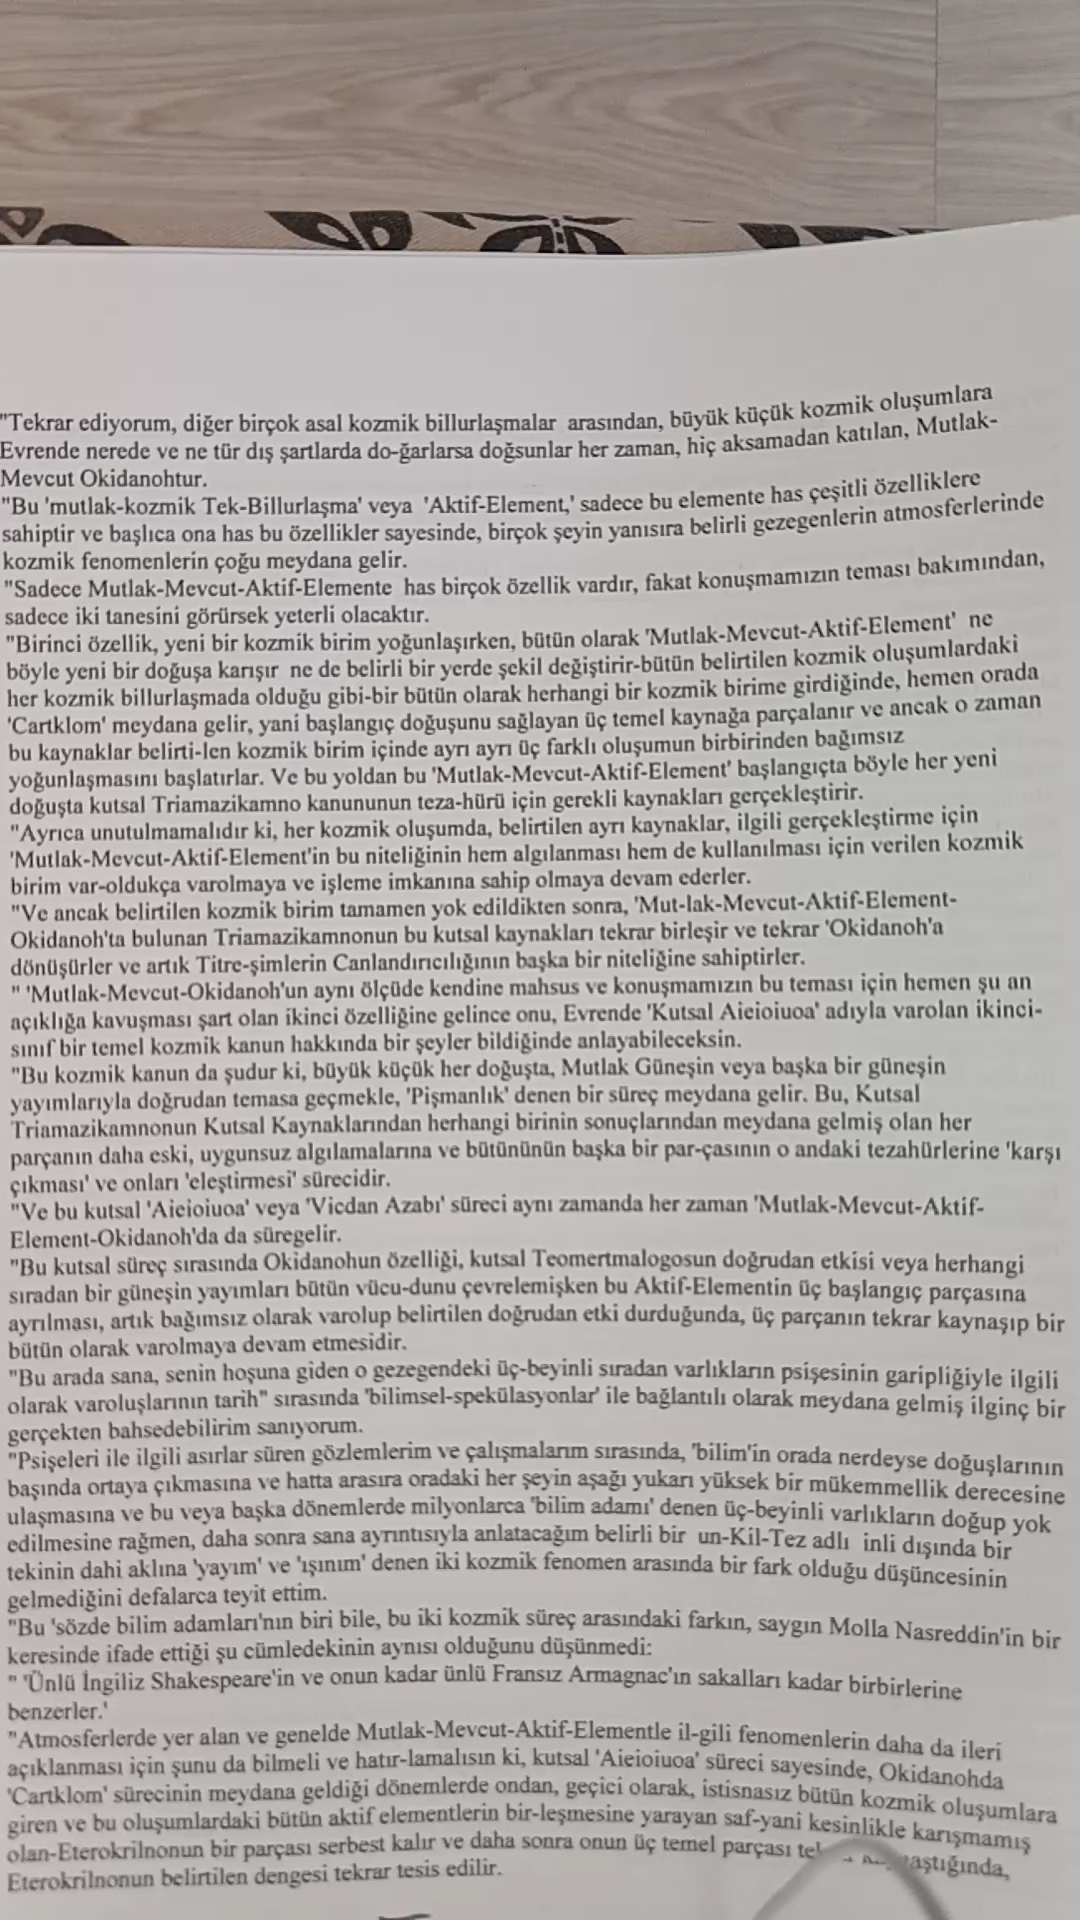 "Tekrar ediyorum, diğer birçok asal kozmik billurlaşmalar arasından, büyük küçük kozmik oluşumlara
Evrende nerede ve ne tür dış şartlarda do-ğarlarsa doğsunlar her zaman, hiç aksamadan katılan, Mutlak-
Mevcut Okidanohtur.
"Bu 'mutlak-kozmik Tek-Billurlaşma' veya 'Aktif-Element,' sadece bu elemente has çeşitli özelliklere
sahiptir ve başlıca ona has bu özellikler sayesinde, birçok şeyin yanısıra belirli gezegenlerin atmosferlerinde
kozmik fenomenlerin çoğu meydana gelir.
"Sadece Mutlak-Mevcut-Aktif-Elemente has birçok özellik vardır, fakat konuşmamızın teması bakımından,
sadece iki tanesini görürsek yeterli olacaktır.
"Birinci özellik, yeni bir kozmik birim yoğunlaşırken, bütün olarak 'Mutlak-Mevcut-Aktif-Element' ne
böyle yeni bir doğuşa karışır ne de belirli bir yerde şekil değiştirir-bütün belirtilen kozmik oluşumlardaki
her kozmik billurlaşmada olduğu gibi-bir bütün olarak herhangi bir kozmik birime girdiğinde, hemen orada
'Cartklom' meydana gelir, yani başlangıç doğuşunu sağlayan üç temel kaynağa parçalanır ve ancak o zaman
bu kaynaklar belirti-len kozmik birim içinde ayrı ayrı üç farklı oluşumun birbirinden bağımsız
yoğunlaşmasını başlatırlar. Ve bu yoldan bu 'Mutlak-Mevcut-Aktif-Element' başlangıçta böyle her yeni
doğuşta kutsal Triamazikamno kanununun teza-hürü için gerekli kaynakları gerçekleştirir.
"Ayrıca unutulmamalıdır ki, her kozmik oluşumda, belirtilen ayrı kaynaklar, ilgili gerçekleştirme için
'Mutlak-Mevcut-Aktif-Element'in bu niteliğinin hem algılanması hem de kullanılması için verilen kozmik
birim var-oldukça varolmaya ve işleme imkanına sahip olmaya devam ederler.
"Ve ancak belirtilen kozmik birim tamamen yok edildikten sonra, 'Mut-lak-Mevcut-Aktif-Element-
Okidanoh'ta bulunan Triamazikamnonun bu kutsal kaynakları tekrar birleşir ve tekrar 'Okidanoh'a
dönüşürler ve artık Titre-şimlerin Canlandırıcılığının başka bir niteliğine sahiptirler.
" 'Mutlak-Mevcut-Okidanoh'un aynı ölçüde kendine mahsus ve konuşmamızın bu teması için hemen şu an
açıklığa kavuşması şart olan ikinci özelliğine gelince onu, Evrende 'Kutsal Aieioiuoa' adıyla varolan ikinci-
sınıf bir temel kozmik kanun hakkında bir şeyler bildiğinde anlayabileceksin.
"Bu kozmik kanun da şudur ki, büyük küçük her doğuşta, Mutlak Güneşin veya başka bir güneşin
yayımlarıyla doğrudan temasa geçmekle, 'Pişmanlık' denen bir süreç meydana gelir. Bu, Kutsal
Triamazikamnonun Kutsal Kaynaklarından herhangi birinin sonuçlarından meydana gelmiş olan her
parçanın daha eski, uygunsuz algılamalarına ve bütününün başka bir par-çasının o andaki tezahürlerine 'karşı
çıkması' ve onları 'eleştirmesi' sürecidir.
"Ve bu kutsal 'Aieioiuoa' veya 'Vicdan Azabı' süreci aynı zamanda her zaman 'Mutlak-Mevcut-Aktif-
Element-Okidanoh'da da süregelir.
"Bu kutsal süreç sırasında Okidanohun özelliği, kutsal Teomertmalogosun doğrudan etkisi veya herhangi
sıradan bir güneşin yayımları bütün vücu-dunu çevrelemişken bu Aktif-Elementin üç başlangıç parçasına
ayrılması, artık bağımsız olarak varolup belirtilen doğrudan etki durduğunda, üç parçanın tekrar kaynaşıp bir
bütün olarak varolmaya devam etmesidir.
"Bu arada sana, senin hoşuna giden o gezegendeki üç-beyinli sıradan varlıkların psişesinin garipliğiyle ilgili
olarak varoluşlarının tarih" sırasında 'bilimsel-spekülasyonlar' ile bağlantılı olarak meydana gelmiş ilginç bir
gerçekten bahsedebilirim sanıyorum.
"Psişeleri ile ilgili asırlar süren gözlemlerim ve çalışmalarım sırasında, 'bilim'in orada nerdeyse doğuşlarının
başında ortaya çıkmasına ve hatta arasıra oradaki her şeyin aşağı yukarı yüksek bir mükemmellik derecesine
ulaşmasına ve bu veya başka dönemlerde milyonlarca 'bilim adamı' denen üç-beyinli varlıkların doğup yok
edilmesine rağmen, daha sonra sana ayrıntısıyla anlatacağım belirli bir un-Kil-Tez adlı inli dışında bir
tekinin dahi aklına 'yayım' ve 'ışınım' denen iki kozmik fenomen arasında bir fark olduğu düşüncesinin
gelmediğini defalarca teyit ettim.
"Bu 'sözde bilim adamları'nın biri bile, bu iki kozmik süreç arasındaki farkın, saygın Molla Nasreddin'in bir
keresinde ifade ettiği şu cümledekinin aynısı olduğunu düşünmedi:
" 'Ünlü İngiliz Shakespeare'in ve onun kadar ünlü Fransız Armagnac'ın sakalları kadar birbirlerine
benzerler.'
"Atmosferlerde yer alan ve genelde Mutlak-Mevcut-Aktif-Elementle il-gili fenomenlerin daha da ileri
açıklanması için şunu da bilmeli ve hatır-lamalısın ki, kutsal 'Aieioiuoa' süreci sayesinde, Okidanohda
'Cartklom' sürecinin meydana geldiği dönemlerde ondan, geçici olarak, istisnasız bütün kozmik oluşumlara
giren ve bu oluşumlardaki bütün aktif elementlerin bir-leşmesine yarayan saf-yani kesinlikle karışmamış
olan-Eterokrilnonun bir parçası serbest kalır ve daha sonra onun üç temel parçası
Eterokrilnonun belirtilen dengesi tekrar tesis edilir.